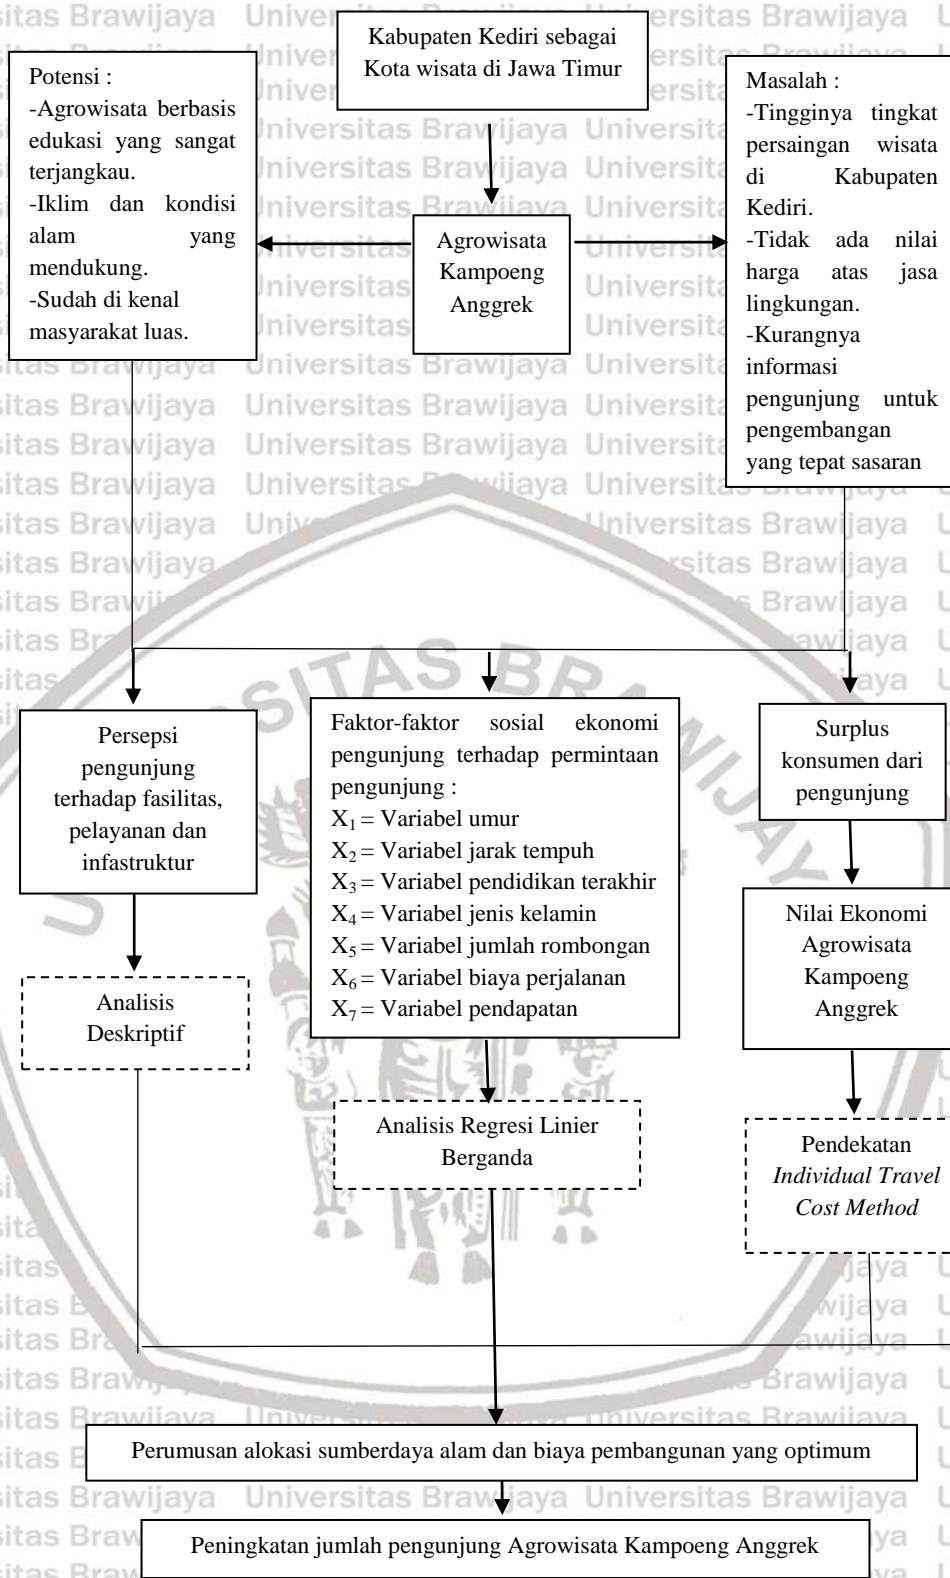 Kabupaten Kediri sebagai
Kota wisata di Jawa Timur
Potensi :
-Agrowisata berbasis
edukasi yang sangat
terjangkau.
-Iklim dan kondisi
alam yang
mendukung.
-Sudah di kenal
masyarakat luas.
Agrowisata
Kampoeng
Anggrek
Masalah :
-Tingginya tingkat
persaingan wisata
di Kabupaten
Kediri.
-Tidak ada nilai
harga atas jasa
lingkungan.
-Kurangnya
informasi
pengunjung untuk
pengembangan
yang tepat sasaran
Persepsi
pengunjung
terhadap fasilitas,
pelayanan dan
infastruktur
Analisis
Deskriptif
Faktor-faktor sosial ekonomi
pengunjung terhadap permintaan
pengunjung :
X₁ = Variabel umur
X₂ = Variabel jarak tempuh
X₃ = Variabel pendidikan terakhir
X₄ = Variabel jenis kelamin
X₅ = Variabel jumlah rombongan
X₆ = Variabel biaya perjalanan
X₇ = Variabel pendapatan
Analisis Regresi Linier
Berganda
Surplus
konsumen dari
pengunjung
Nilai Ekonomi
Agrowisata
Kampoeng
Anggrek
Pendekatan
Individual Travel
Cost Method
Perumusan alokasi sumberdaya alam dan biaya pembangunan yang optimum
Peningkatan jumlah pengunjung Agrowisata Kampoeng Anggrek